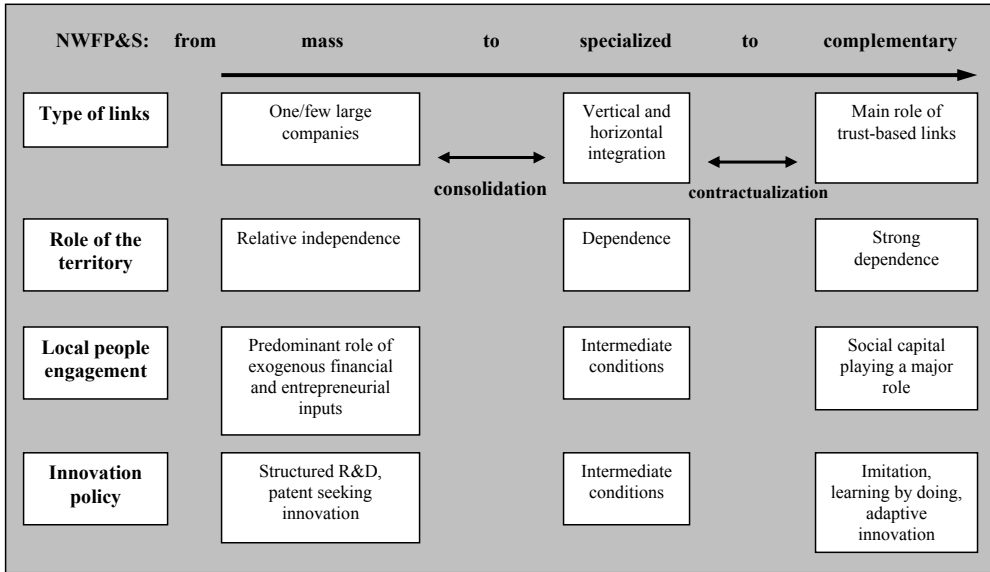 NWFP&S: from mass to specialized to complementary
Type of links
One/few large
companies
Vertical and
horizontal
integration
Main role of
trust-based links
consolidation
contractualization
Role of the
territory
Relative independence
Dependence
Strong
dependence
Local people
engagement
Predominant role of
exogenous financial
and entrepreneurial
inputs
Intermediate
conditions
Social capital
playing a major
role
Innovation
policy
Structured R&D,
patent seeking
innovation
Intermediate
conditions
Imitation,
learning by doing,
adaptive
innovation